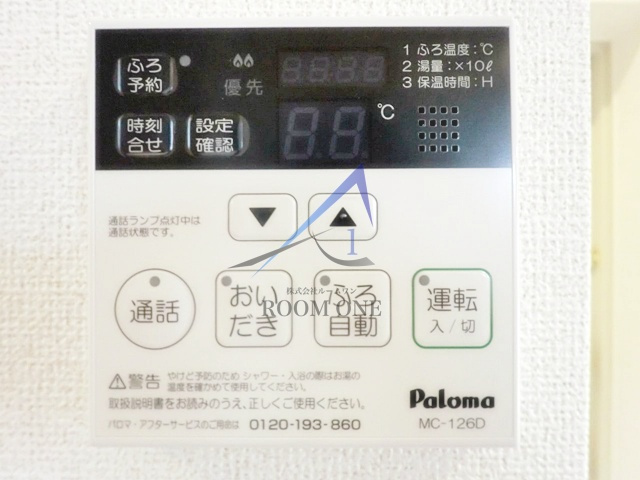 ふろ
予約
優先
1 ふろ温度:℃
2 湯量:×10ℓ
3 保温時間:H
時刻
合せ
設定
確認
℃
通話ランプ点灯中は
通話状態です。
▼
▲
1
株式会社ルームワン
ROOM ONE
通話
おい
だき
ふろ
自動
運転
入/切
⚠警告
やけど予防のため シャワー・入浴の際はお湯の
温度を確かめて使用してください。
取扱説明書をお読みのうえ、正しくご使用ください。
パロマ・アフターサービスのご用命は 0120-193-860
Paloma
MC-126D